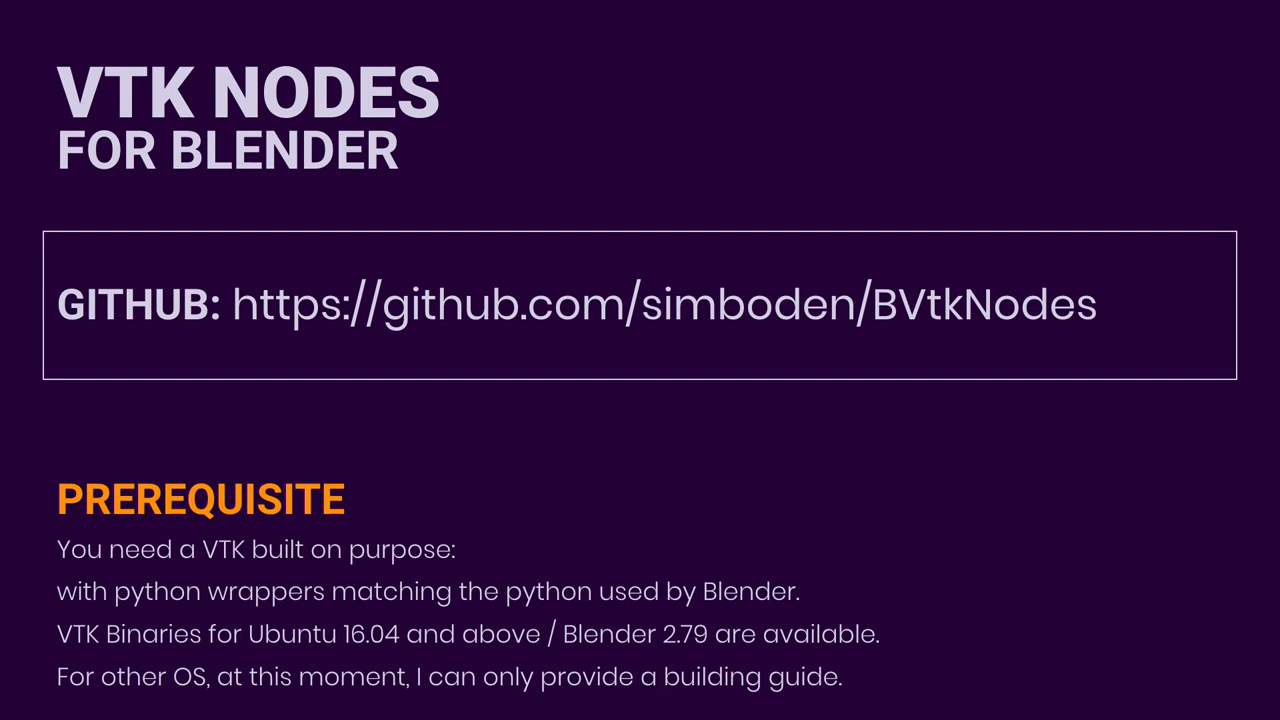 VTK NODES
FOR BLENDER
GITHUB: https://github.com/simboden/BVtkNodes
PREREQUISITE
You need a VTK built on purpose:
with python wrappers matching the python used by Blender.
VTK Binaries for Ubuntu 16.04 and above / Blender 2.79 are available.
For other OS, at this moment, I can only provide a building guide.